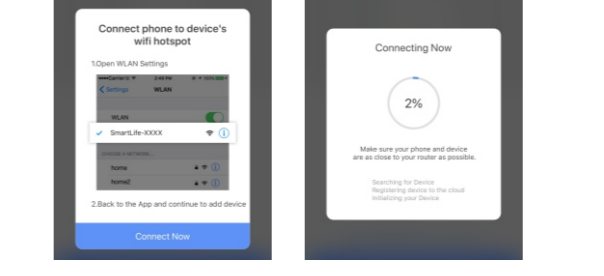 Connect phone to device's
wifi hotspot
1.Open WLAN Settings
Settings
WLAN
WLAN
SmartLife-XXXX
CHOOSE A NETWORK...
home
home2
2.Back to the App and continue to add device
Connect Now
Connecting Now
2%
Make sure your phone and device
are as close to your router as possible.
Searching for Device
Registering device to the cloud
Initializing your Device